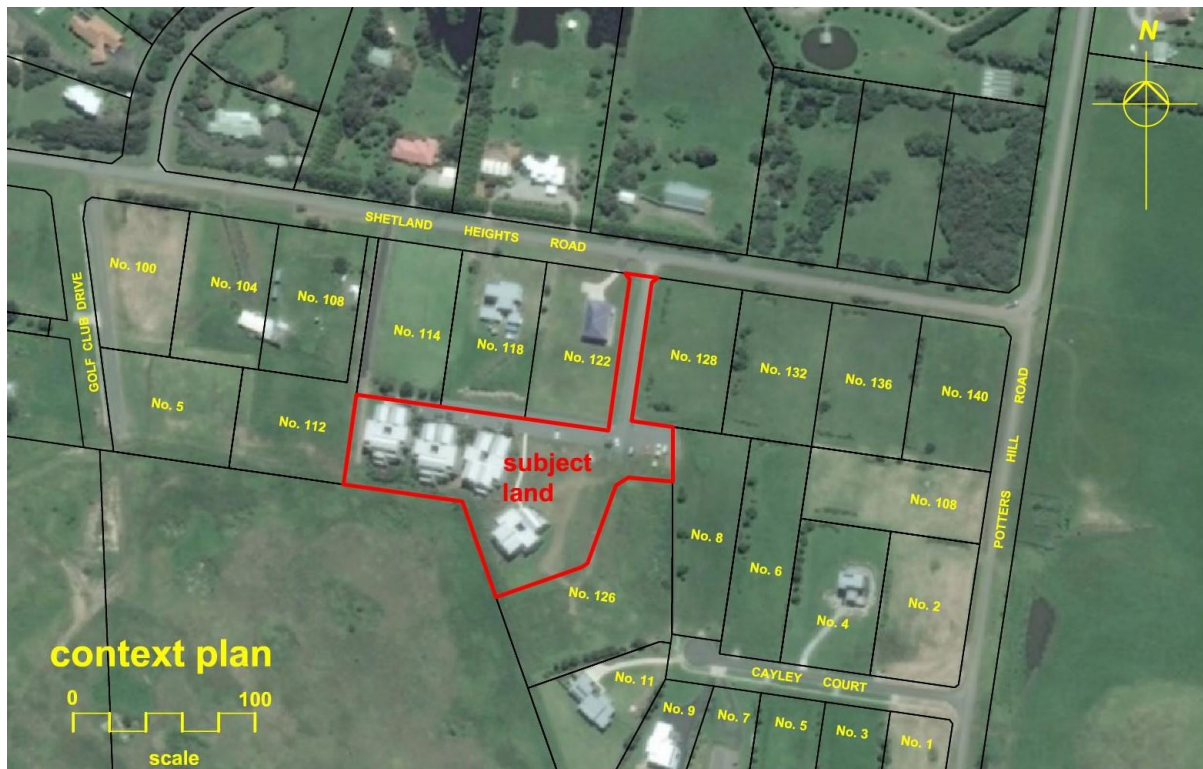 N
SHETLAND HEIGHTS ROAD
GOLF CLUB DRIVE
No. 100
No. 104
No. 108
No. 114
No. 118
No. 122
No. 128
No. 132
No. 136
No. 140
No. 5
No. 112
subject
land
No. 108
POTTERS HILL ROAD
No. 8
No. 6
No. 4
No. 2
No. 126
CAYLEY COURT
No. 11
No. 9
No. 7
No. 5
No. 3
No. 1
context plan
0 100
scale